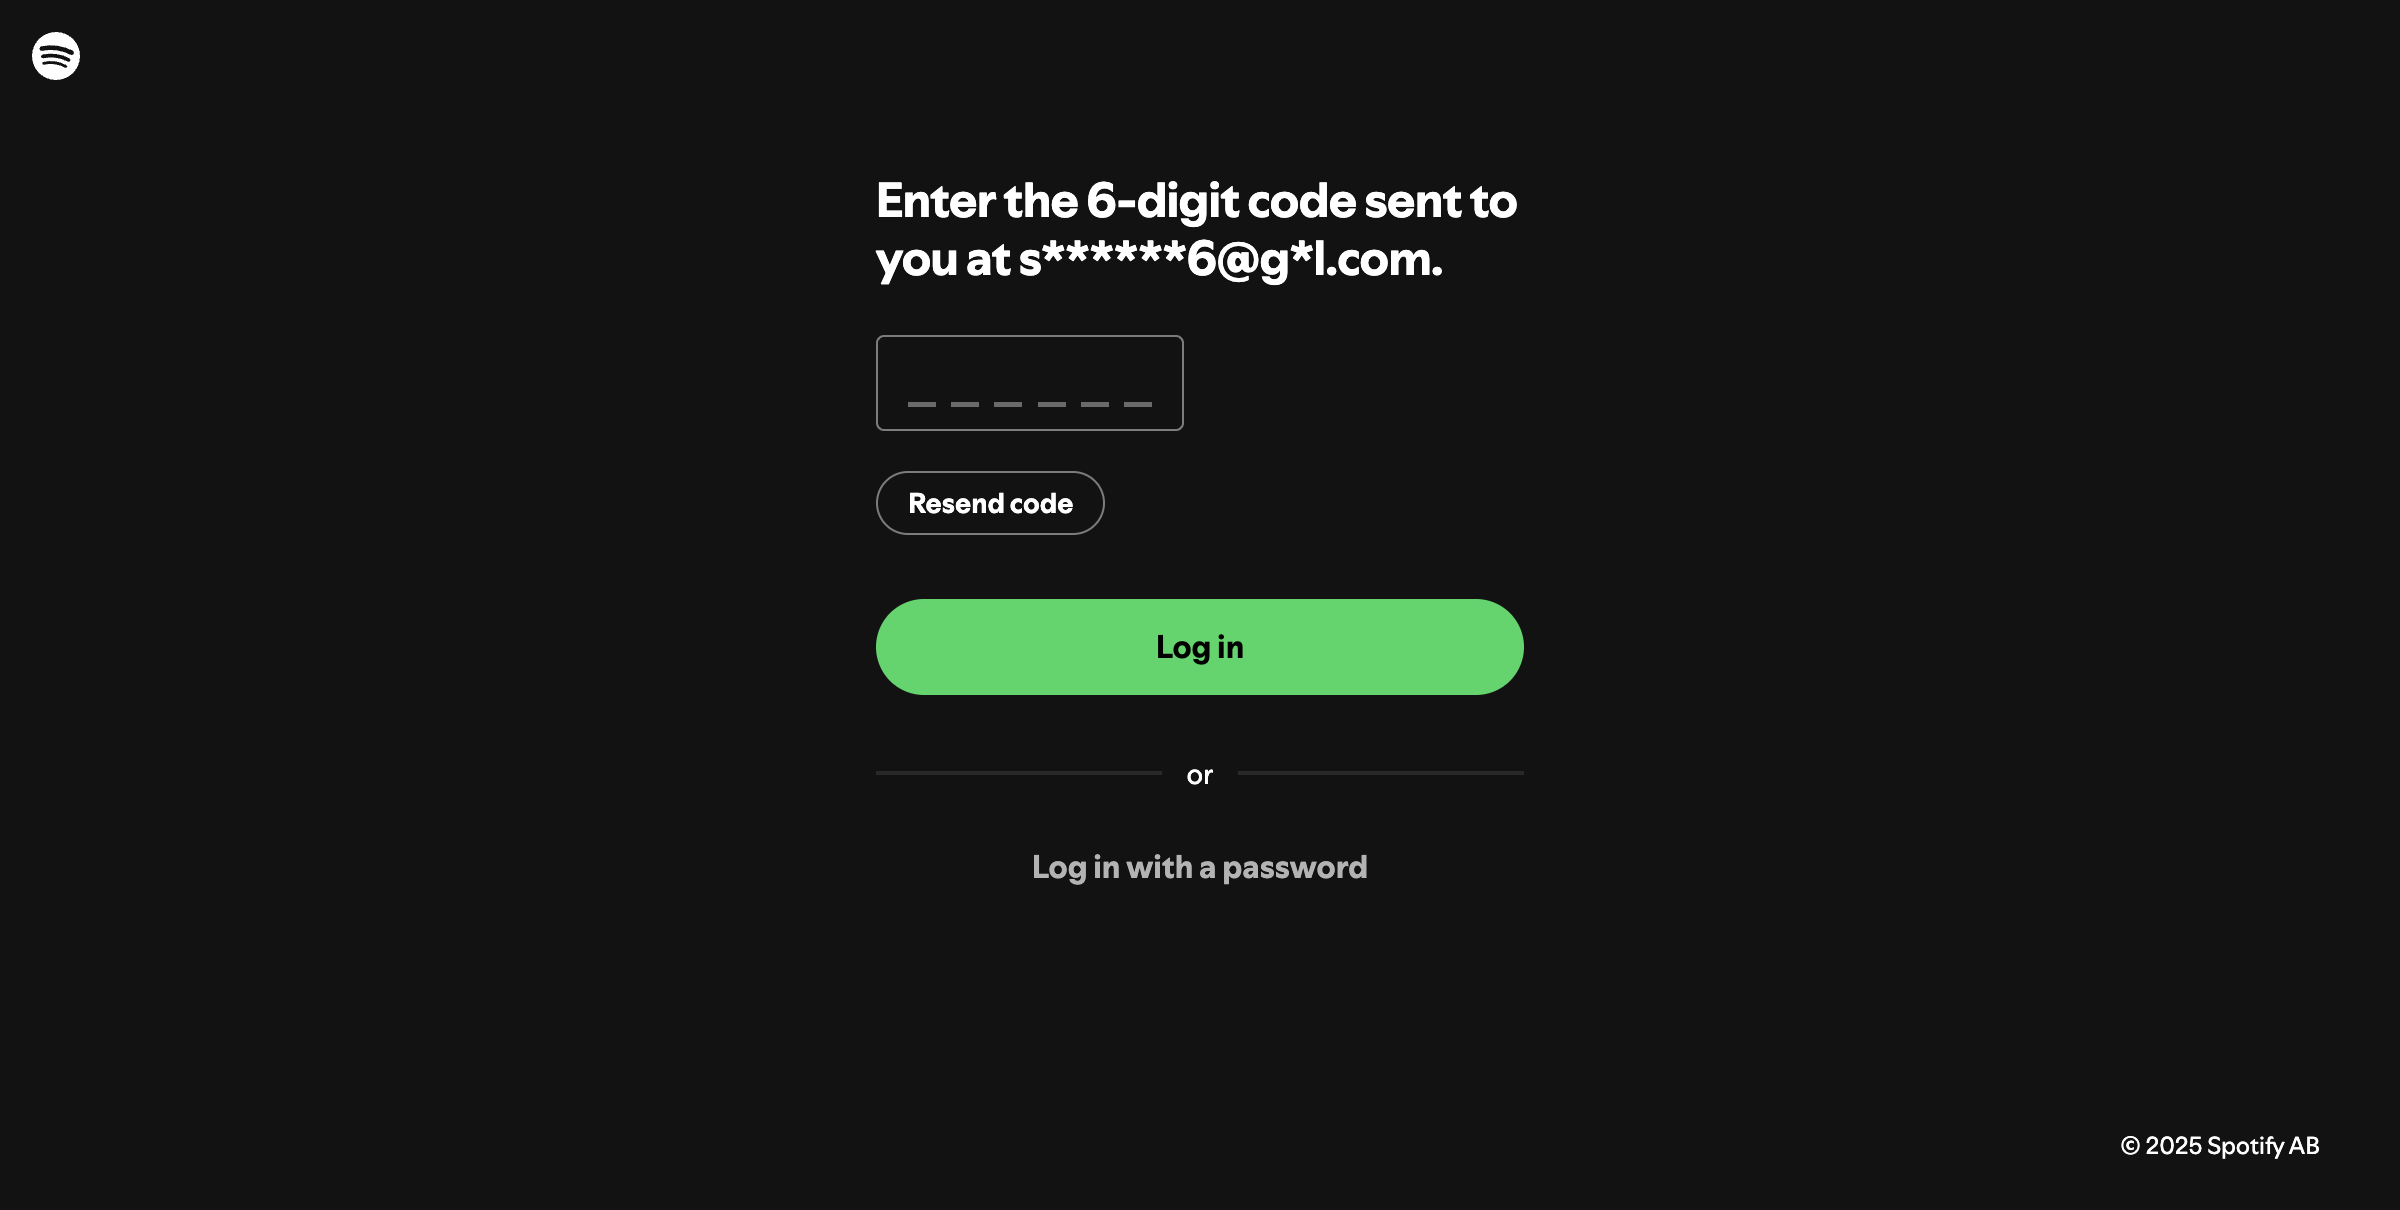 Enter the 6-digit code sent to
you at s******6@g*l.com.
Resend code
Log in
or
Log in with a password
© 2025 Spotify AB